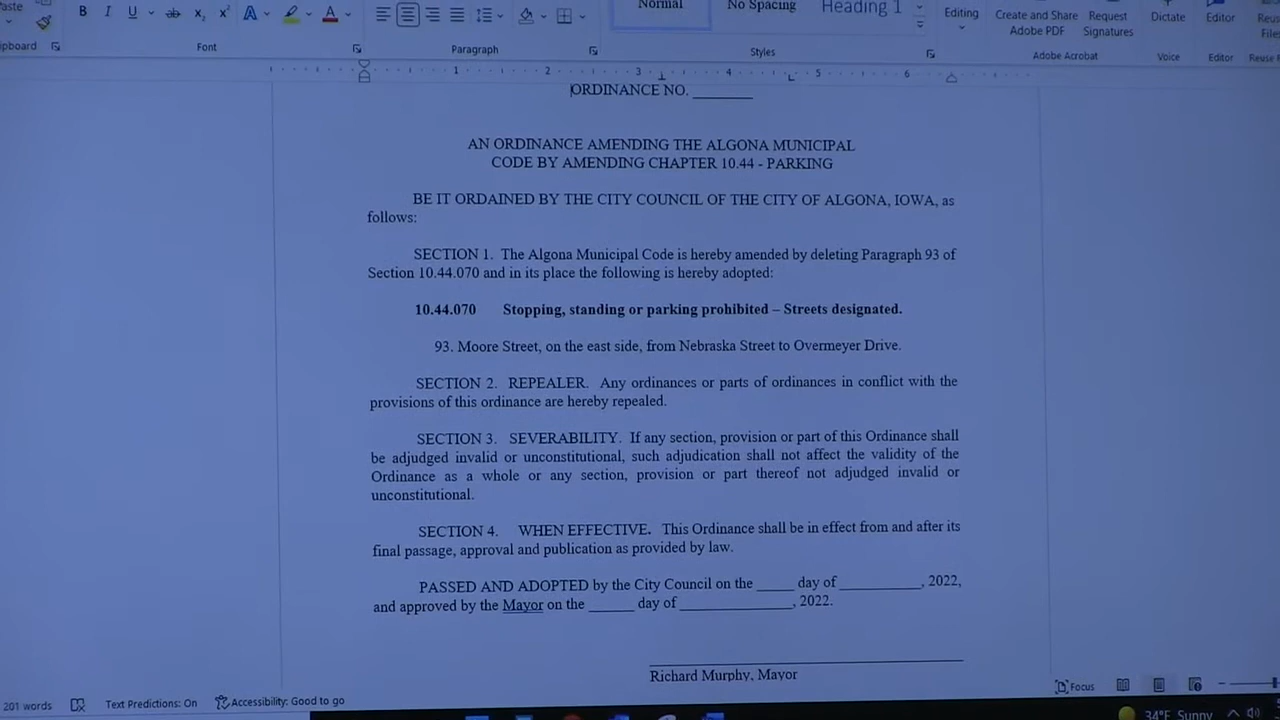 B I U ab x₂ x² A A
Normal No Spacing Heading 1
Editing
Create and Share Adobe PDF
Request Signatures
Dictate
Editor
Font Paragraph Styles Adobe Acrobat Voice Editor
1 2 3 4 5 6
ORDINANCE NO. ________
AN ORDINANCE AMENDING THE ALGONA MUNICIPAL
CODE BY AMENDING CHAPTER 10.44 - PARKING
BE IT ORDAINED BY THE CITY COUNCIL OF THE CITY OF ALGONA, IOWA, as
follows:
SECTION 1. The Algona Municipal Code is hereby amended by deleting Paragraph 93 of
Section 10.44.070 and in its place the following is hereby adopted:
10.44.070 Stopping, standing or parking prohibited – Streets designated.
93. Moore Street, on the east side, from Nebraska Street to Overmeyer Drive.
SECTION 2. REPEALER. Any ordinances or parts of ordinances in conflict with the
provisions of this ordinance are hereby repealed.
SECTION 3. SEVERABILITY. If any section, provision or part of this Ordinance shall
be adjudged invalid or unconstitutional, such adjudication shall not affect the validity of the
Ordinance as a whole or any section, provision or part thereof not adjudged invalid or
unconstitutional.
SECTION 4. WHEN EFFECTIVE. This Ordinance shall be in effect from and after its
final passage, approval and publication as provided by law.
PASSED AND ADOPTED by the City Council on the _____ day of ___________, 2022,
and approved by the Mayor on the ______ day of _______________, 2022.
Richard Murphy, Mayor
201 words Text Predictions: On Accessibility: Good to go Focus
34°F Sunny